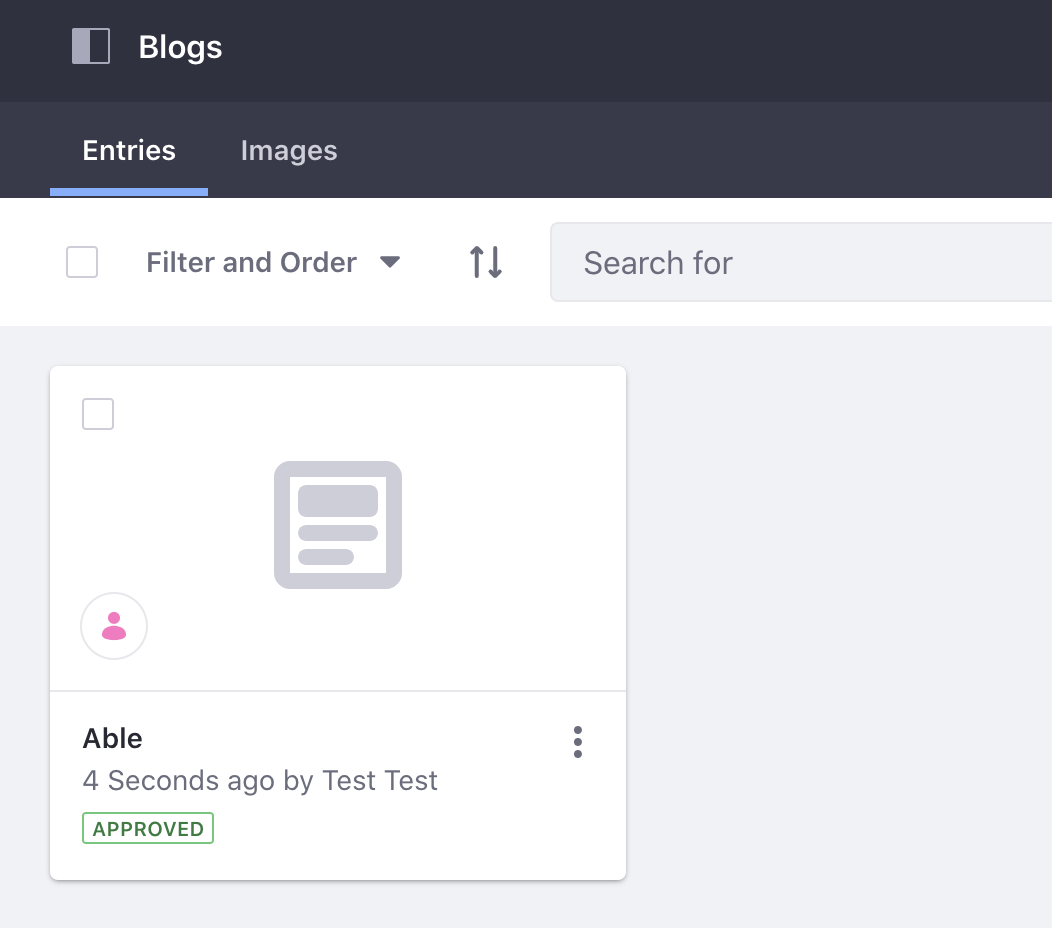 Blogs
Entries Images
Filter and Order Search for
Able
4 Seconds ago by Test Test
APPROVED